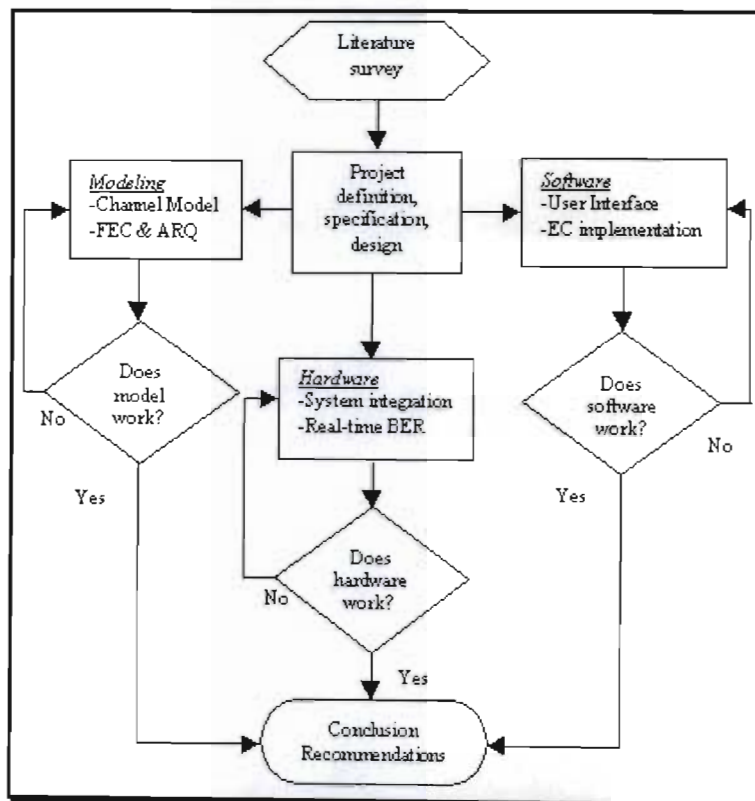 Literature
survey
Modeling
-Channel Model
-FEC & ARQ
Project
definition,
specification,
design
Software
-User Interface
-EC implementation
Does
model
work?
No
Yes
Hardware
-System integration
-Real-time BER
Does
hardware
work?
No
Yes
Does
software
work?
No
Yes
Conclusion
Recommendations